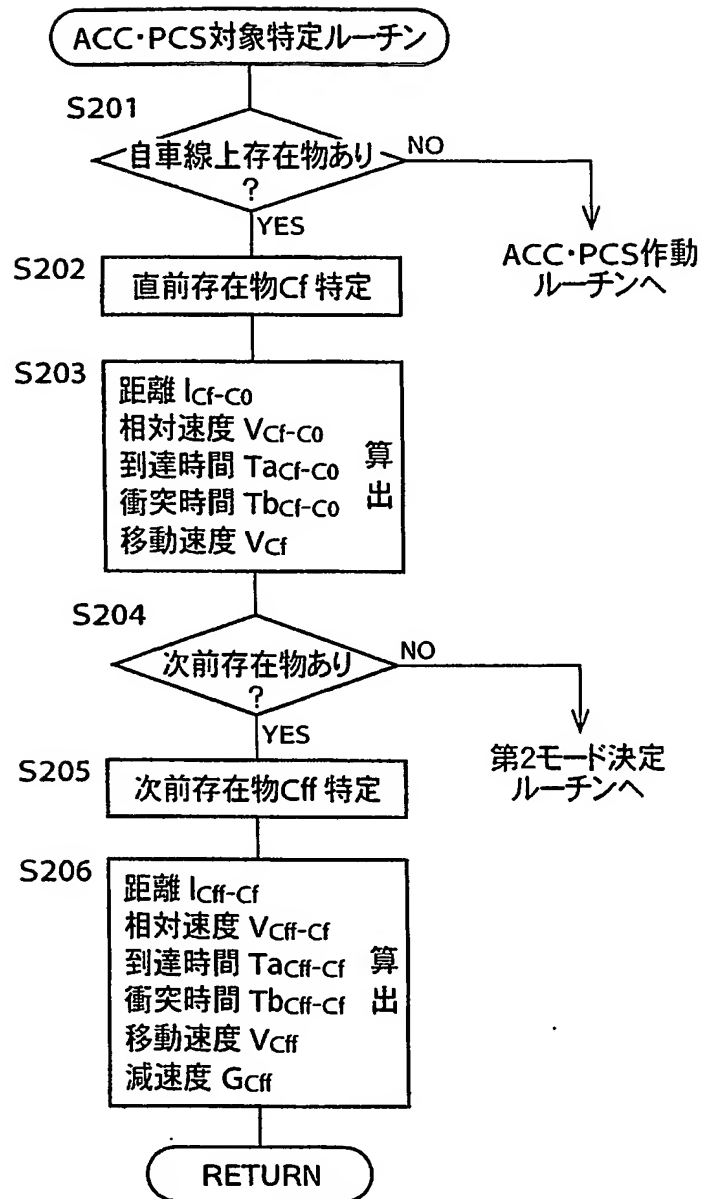 ACC・PCS対象特定ルーチン
S201
自車線上存在物あり
?
NO
YES
ACC・PCS作動
ルーチンへ
S202
直前存在物Cf 特定
S203
距離 lCf-C0
相対速度 VCf-C0
到達時間 TaCf-C0
衝突時間 TbCf-C0
移動速度 VCf
算出
S204
次前存在物あり
?
NO
YES
第2モード決定
ルーチンへ
S205
次前存在物Cff 特定
S206
距離 lCff-Cf
相対速度 VCff-Cf
到達時間 TaCff-Cf
衝突時間 TbCff-Cf
移動速度 VCff
減速度 GCff
算出
RETURN